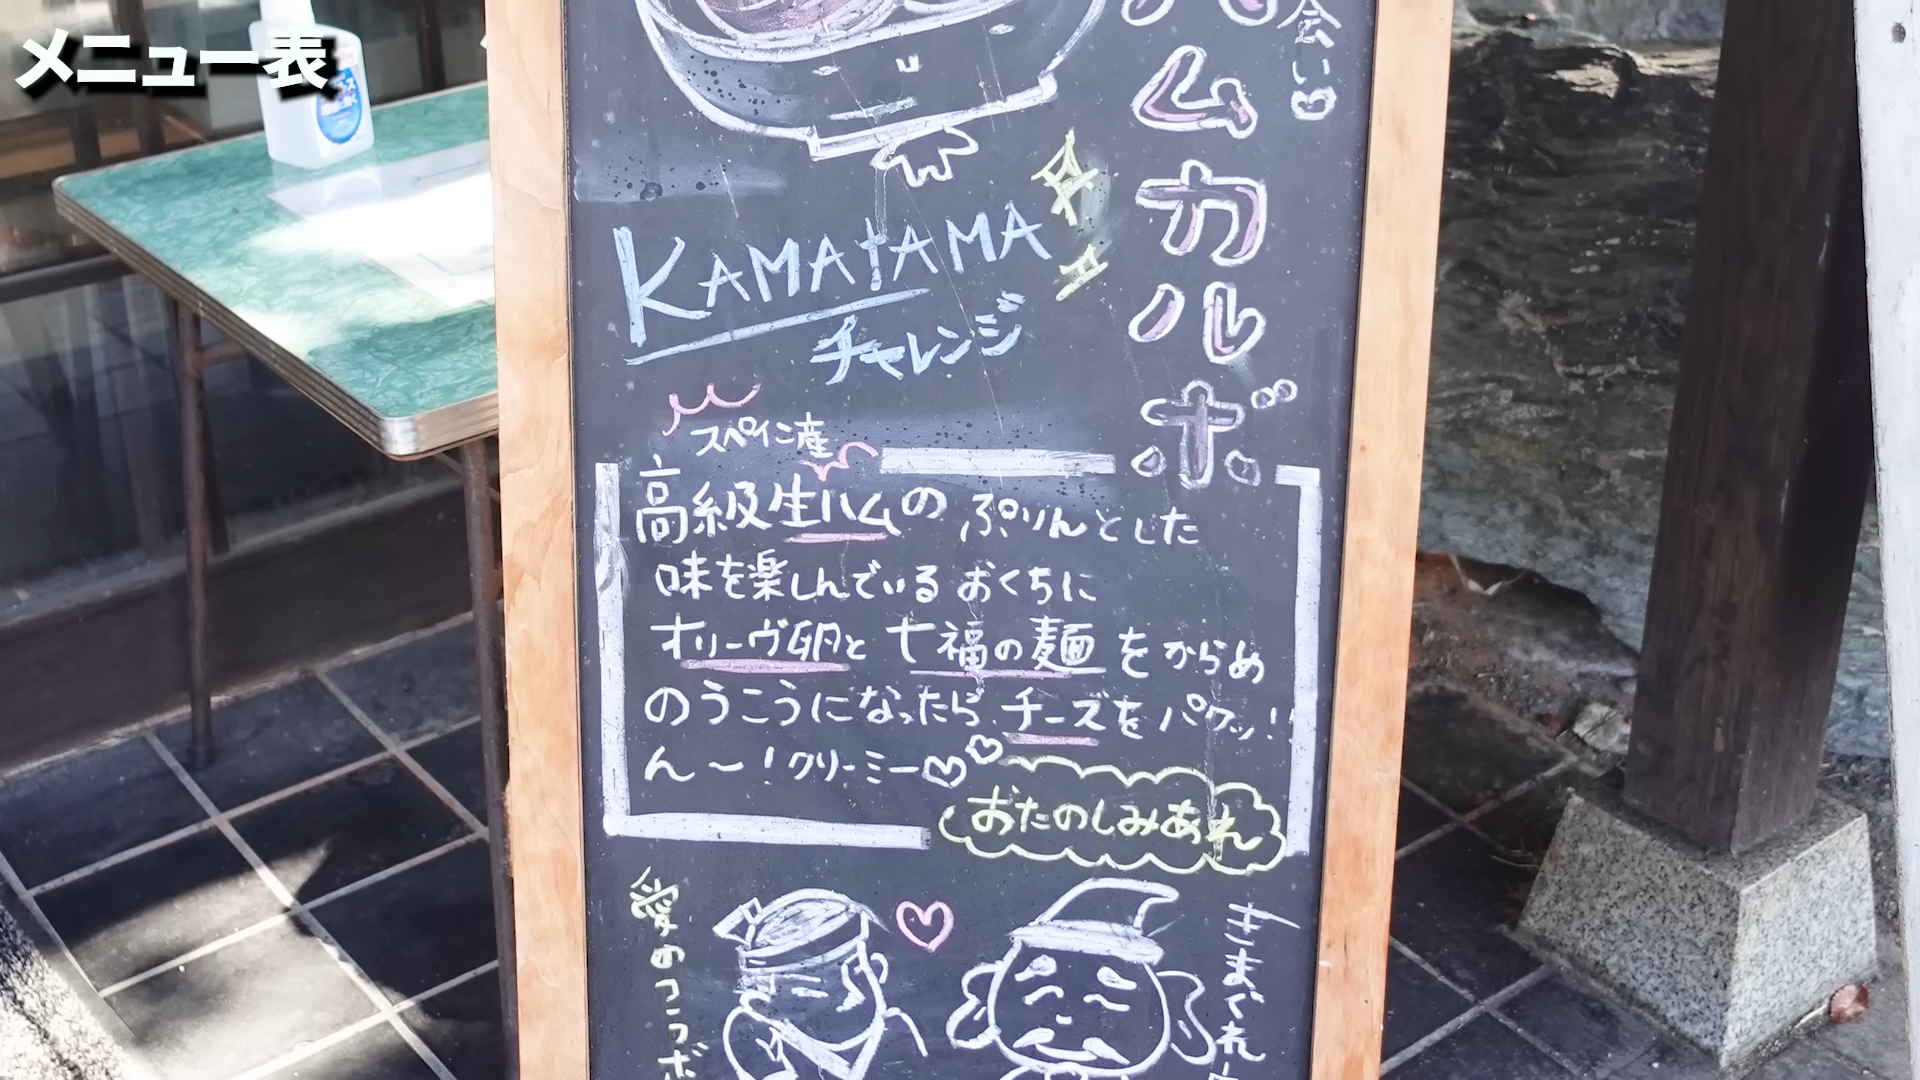 メニュー表
ムカルボ
KAMAtAMA
チャレンジ
スペイン産
高級生ハムの ぷりんとした
味を楽しんでいる おくちに
オリーヴ卵と 七福の麺 をからめ
のうこうになったら チーズを パクッ!!
ん〜!クリーミー♡♡
おたのしみあれ
きまぐれ